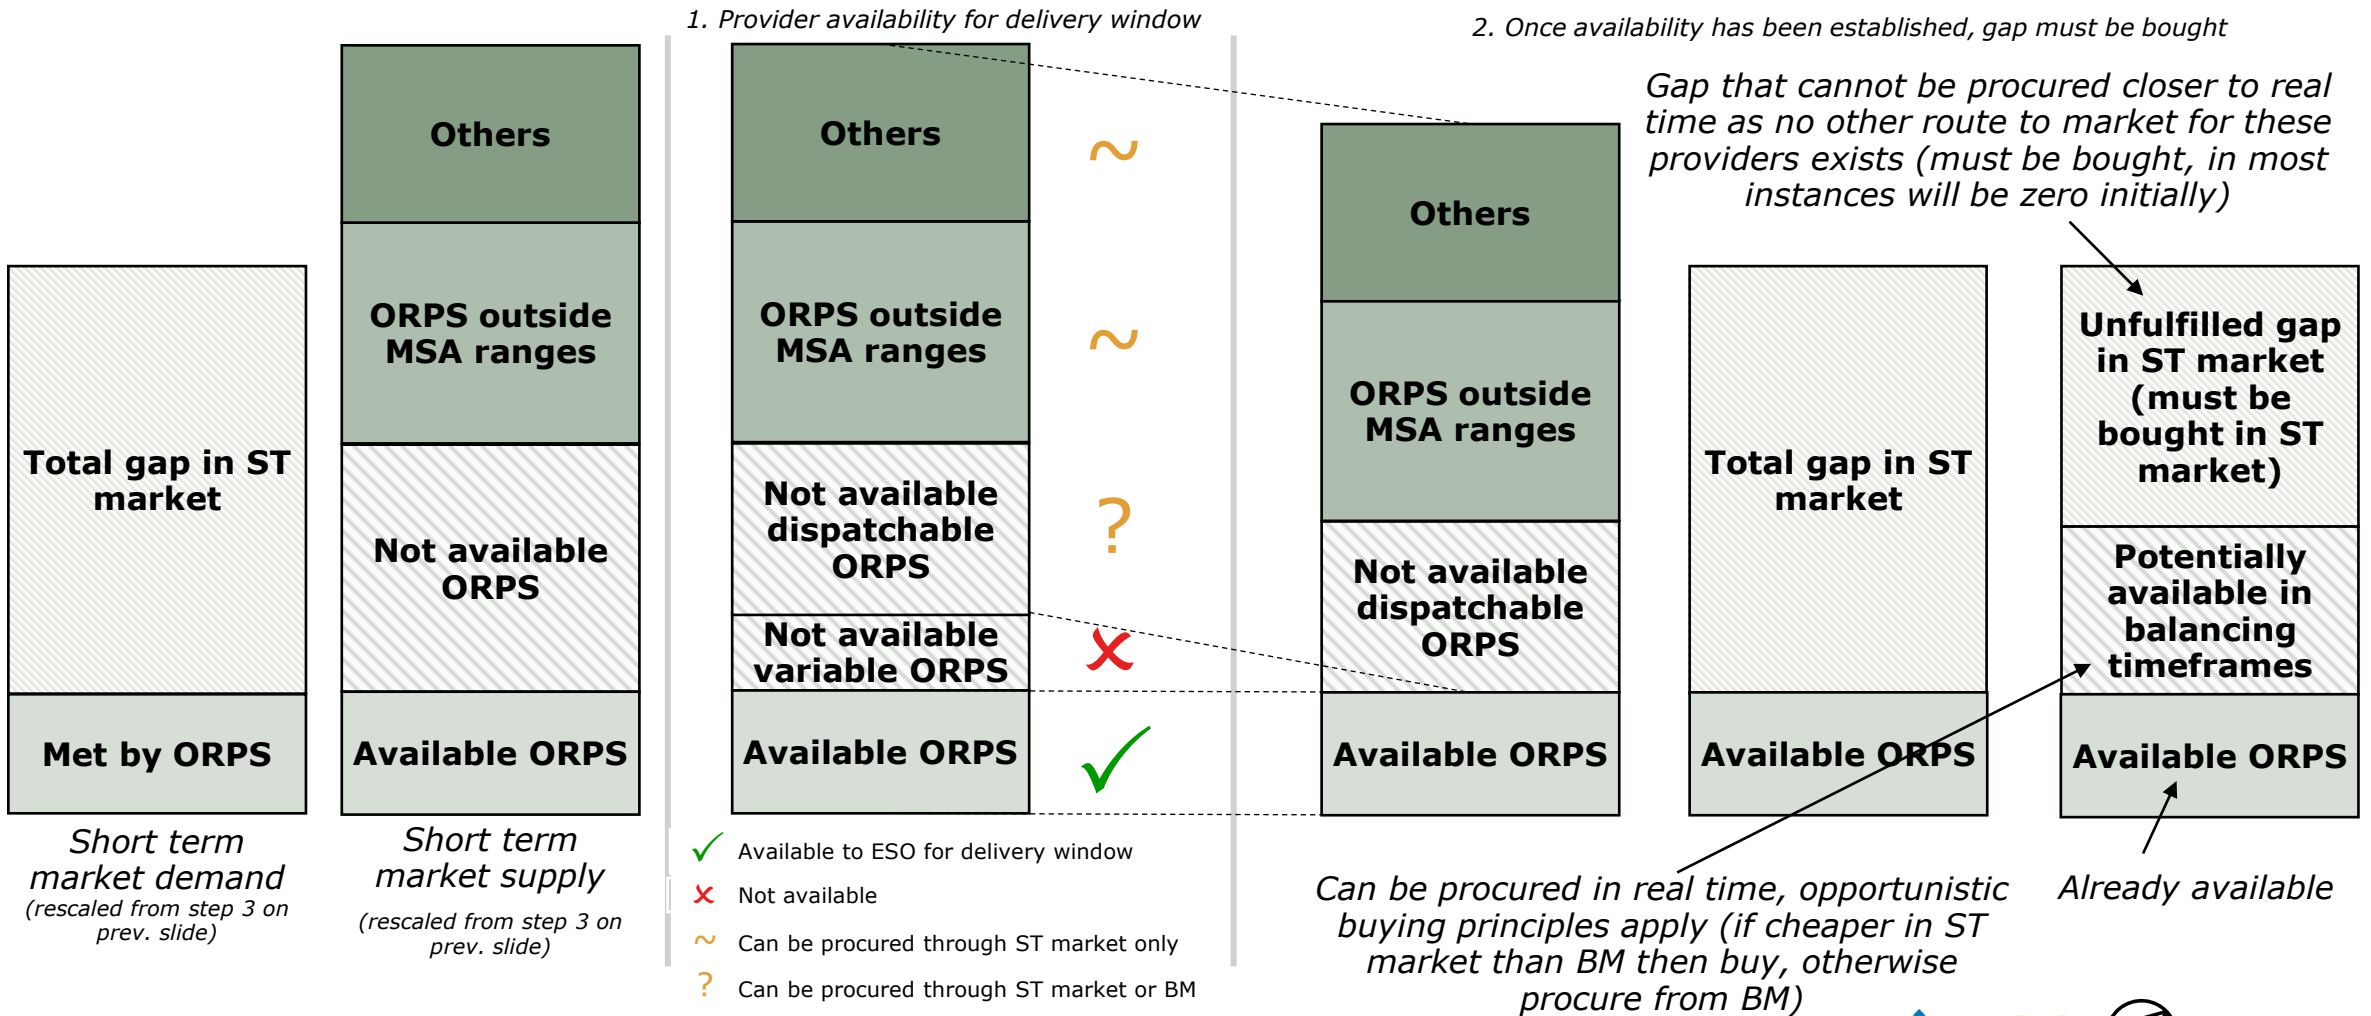 1. Provider availability for delivery window
2. Once availability has been established, gap must be bought
Total gap in ST
market
Met by ORPS
Short term
market demand
(rescaled from step 3 on
prev. slide)
Others
ORPS outside
MSA ranges
Not available
ORPS
Available ORPS
Short term
market supply
(rescaled from step 3 on
prev. slide)
Others
~
ORPS outside
MSA ranges
~
Not available
dispatchable
ORPS
?
Not available
variable ORPS
✗
Available ORPS
✓
✓ Available to ESO for delivery window
✗ Not available
~ Can be procured through ST market only
? Can be procured through ST market or BM
Others
ORPS outside
MSA ranges
Not available
dispatchable
ORPS
Available ORPS
Gap that cannot be procured closer to real
time as no other route to market for these
providers exists (must be bought, in most
instances will be zero initially)
Total gap in ST
market
Available ORPS
Unfulfilled gap
in ST market
(must be
bought in ST
market)
Potentially
available in
balancing
timeframes
Available ORPS
Can be procured in real time, opportunistic
buying principles apply (if cheaper in ST
market than BM then buy, otherwise
procure from BM)
Already available